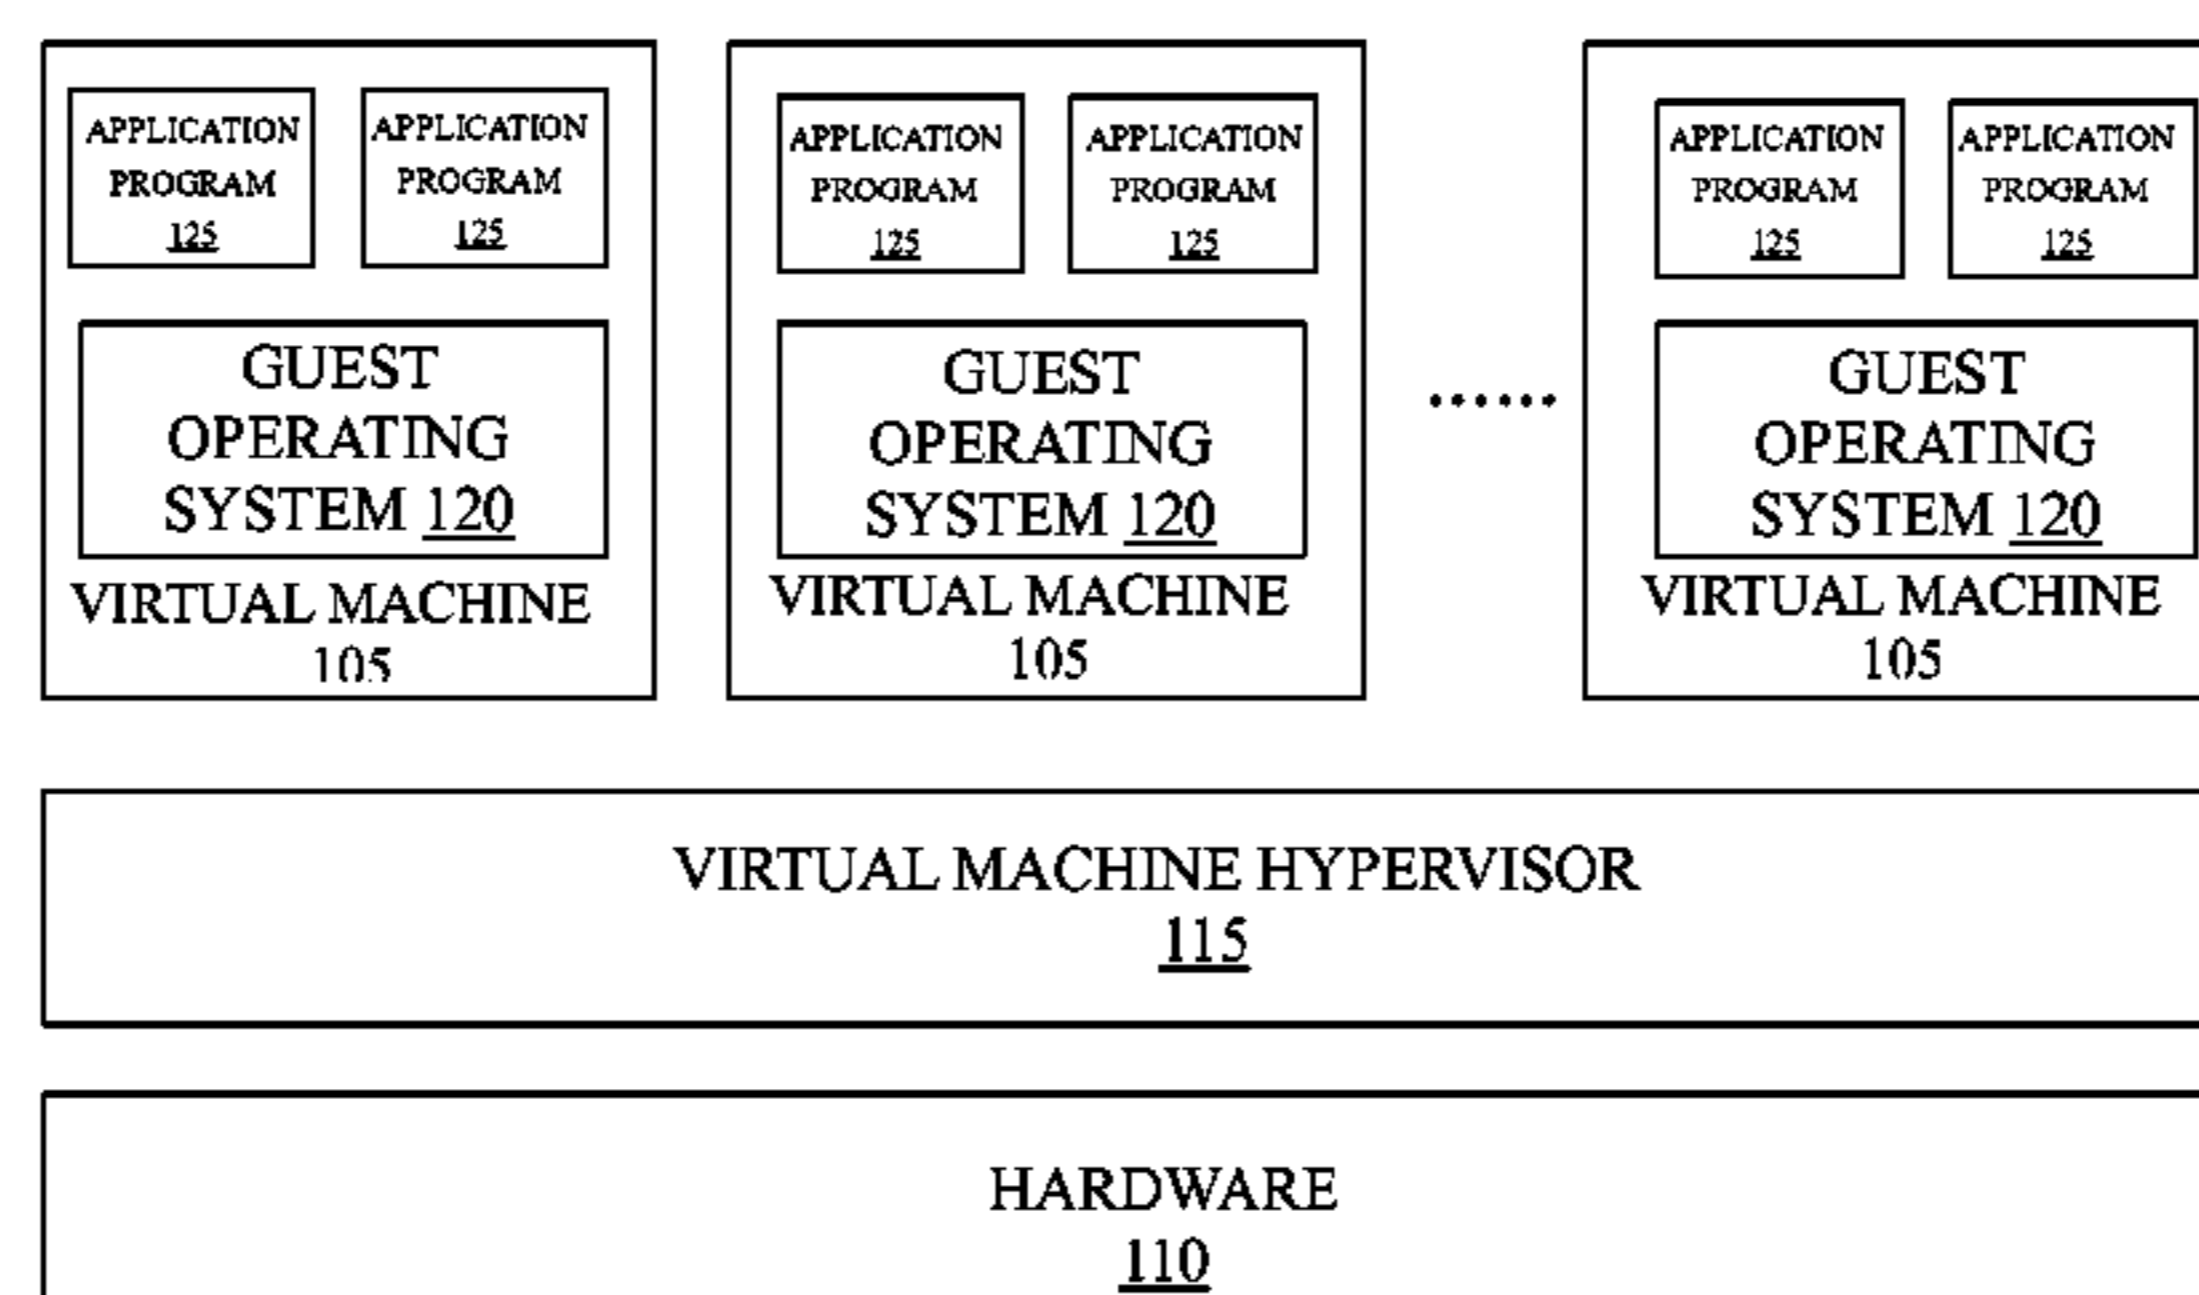 APPLICATION
PROGRAM
125
APPLICATION
PROGRAM
125
GUEST
OPERATING
SYSTEM 120
VIRTUAL MACHINE
105
APPLICATION
PROGRAM
125
APPLICATION
PROGRAM
125
GUEST
OPERATING
SYSTEM 120
VIRTUAL MACHINE
105
......
APPLICATION
PROGRAM
125
APPLICATION
PROGRAM
125
GUEST
OPERATING
SYSTEM 120
VIRTUAL MACHINE
105
VIRTUAL MACHINE HYPERVISOR
115
HARDWARE
110